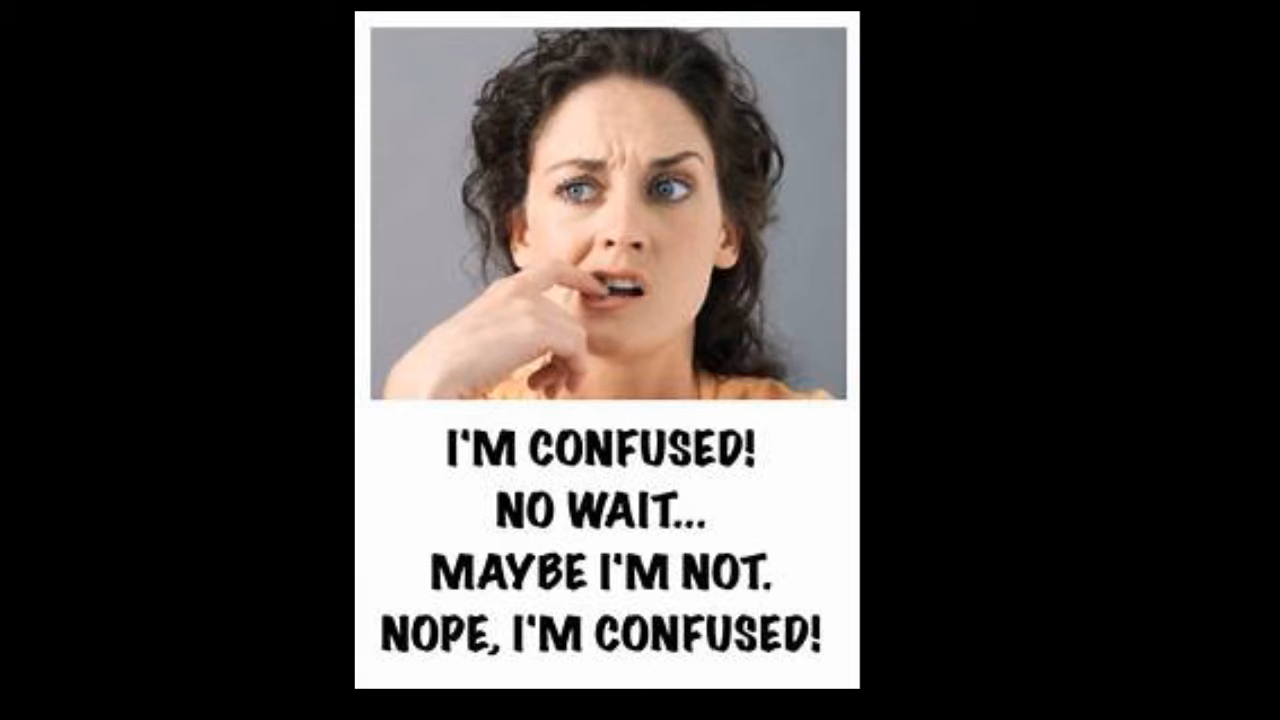 I'M CONFUSED!
NO WAIT...
MAYBE I'M NOT.
NOPE, I'M CONFUSED!